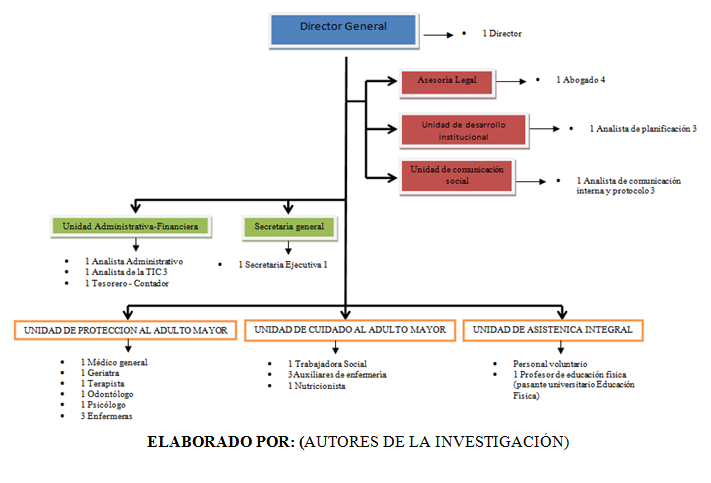 Director General
• 1 Director
Asesoría Legal
• 1 Abogado 4
Unidad de desarrollo
institucional
• 1 Analista de planificación 3
Unidad de comunicación
social
• 1 Analista de comunicación
interna y protocolo 3
Unidad Administrativa-Financiera
• 1 Analista Administrativo
• 1 Analista de la TIC 3
• 1 Tesorero - Contador
Secretaria general
• 1 Secretaria Ejecutiva 1
UNIDAD DE PROTECCION AL ADULTO MAYOR
• 1 Médico general
• 1 Geriatra
• 1 Terapista
• 1 Odontólogo
• 1 Psicólogo
• 3 Enfermeras
UNIDAD DE CUIDADO AL ADULTO MAYOR
• 1 Trabajadora Social
• 3 Auxiliares de enfermería
• 1 Nutricionista
UNIDAD DE ASISTENICA INTEGRAL
• Personal voluntario
• 1 Profesor de educación física
(pasante universitario Educación
Física)
ELABORADO POR: (AUTORES DE LA INVESTIGACIÓN)